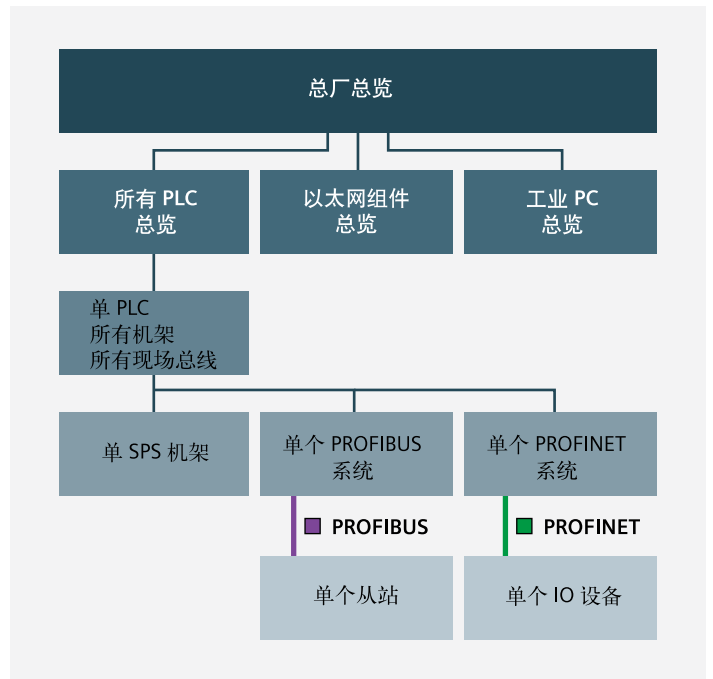 总厂总览
所有 PLC
总览
以太网组件
总览
工业 PC
总览
单 PLC
所有机架
所有现场总线
单 SPS 机架
单个 PROFIBUS
系统
单个 PROFINET
系统
PROFIBUS
PROFINET
单个从站
单个 IO 设备